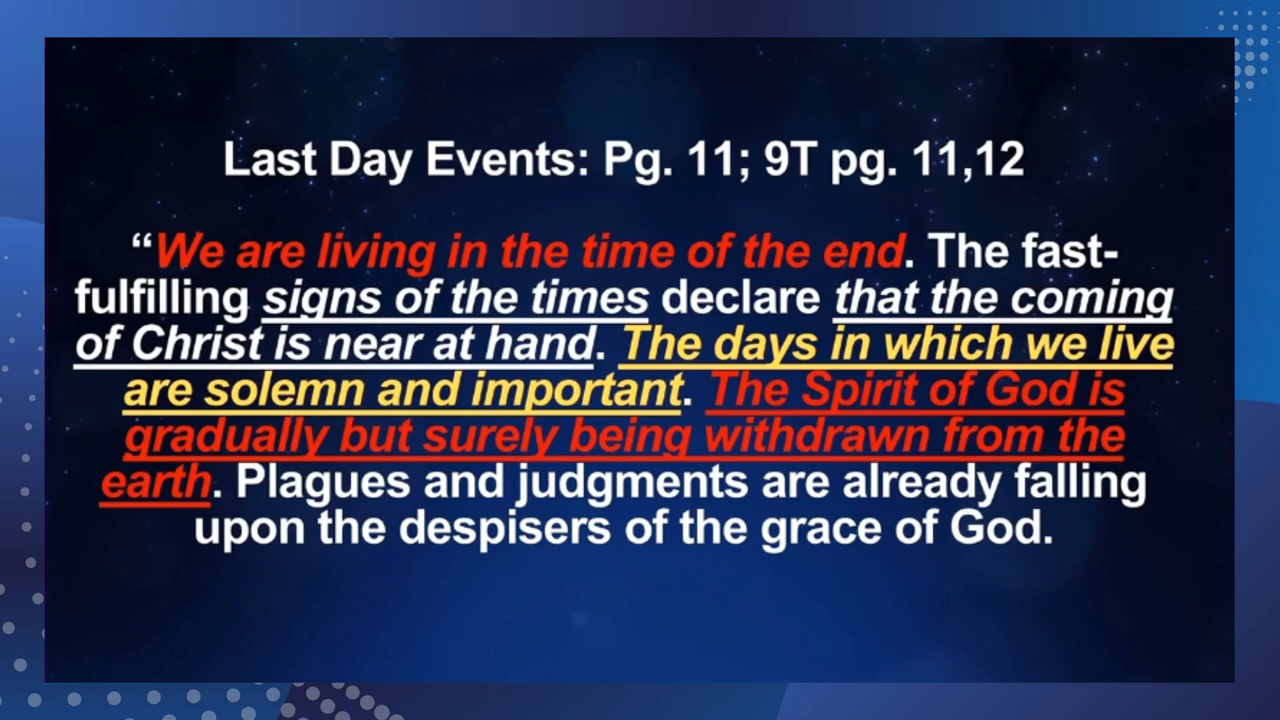 Last Day Events: Pg. 11; 9T pg. 11,12
“We are living in the time of the end. The fast-
fulfilling signs of the times declare that the coming
of Christ is near at hand. The days in which we live
are solemn and important. The Spirit of God is
gradually but surely being withdrawn from the
earth. Plagues and judgments are already falling
upon the despisers of the grace of God.